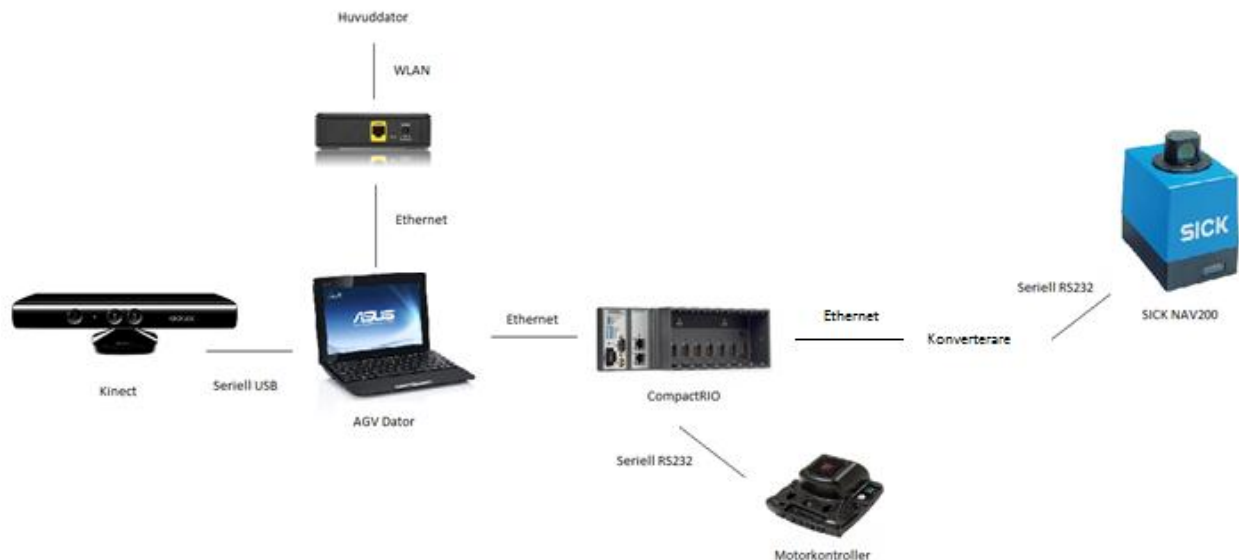 Huvuddator
WLAN
Ethernet
ASUS
Kinect
Seriell USB
AGV Dator
Ethernet
CompactRIO
Ethernet
Konverterare
Seriell RS232
SICK
SICK NAV200
Seriell RS232
Motorkontroller